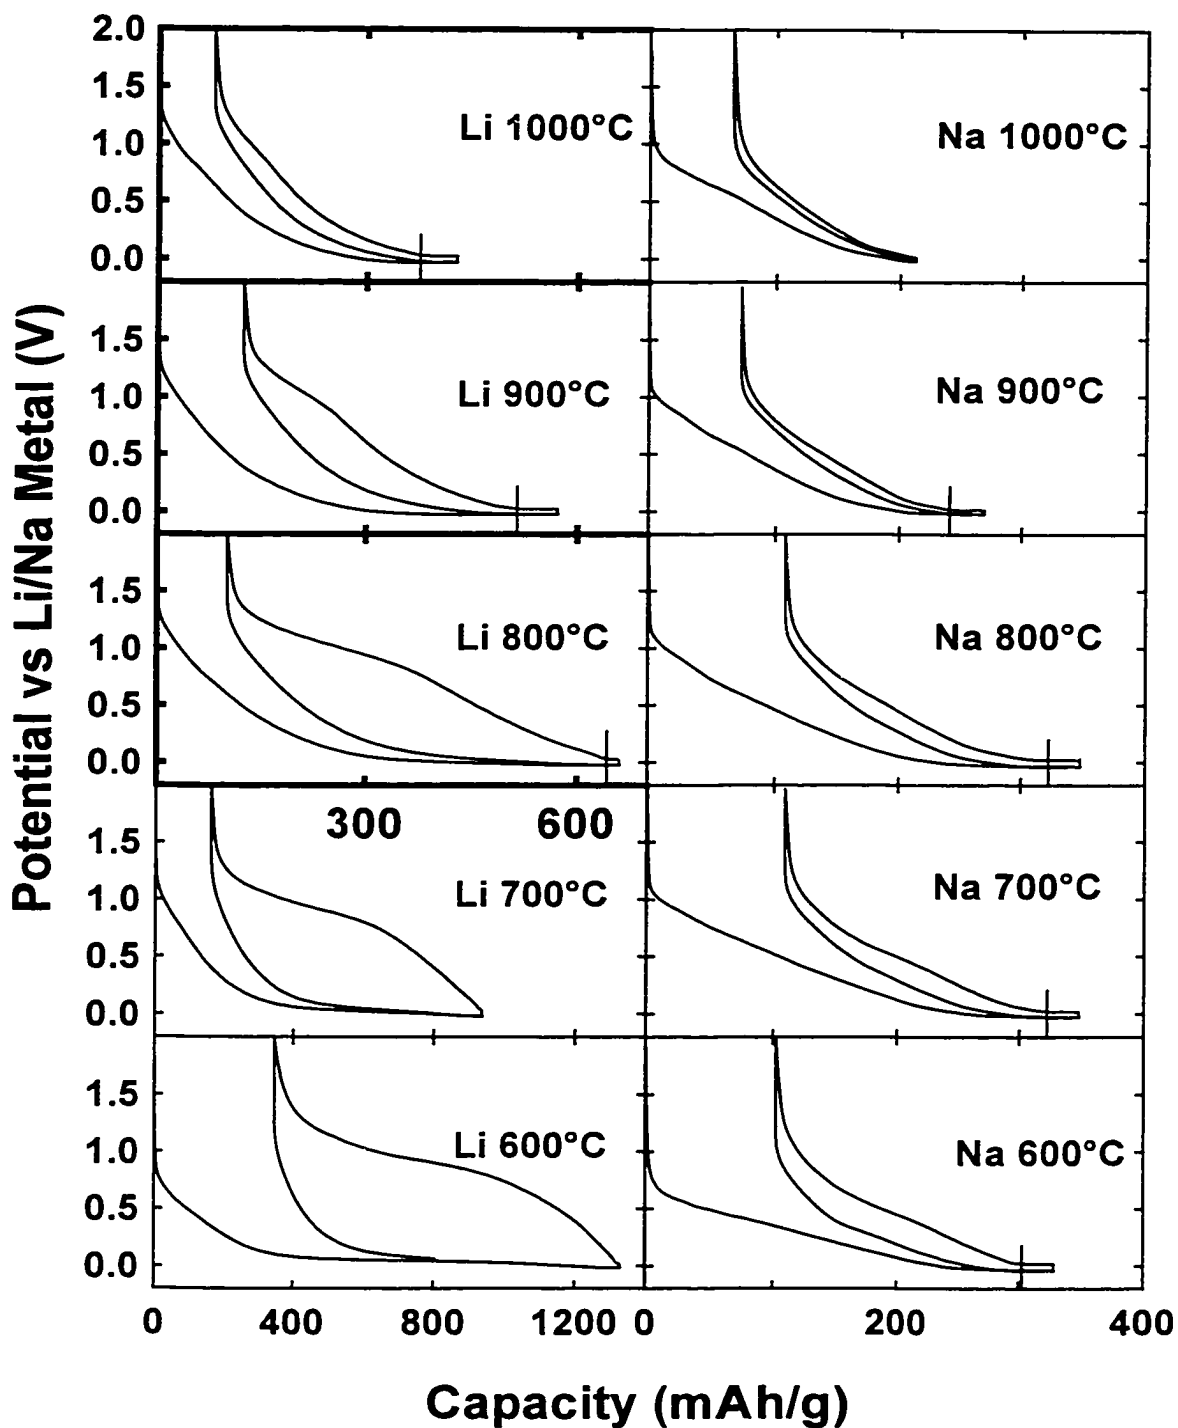 Potential vs Li/Na Metal (V)
2.0
1.5
1.0
0.5
0.0
Li 1000°C
Na 1000°C
1.5
1.0
0.5
0.0
Li 900°C
Na 900°C
1.5
1.0
0.5
0.0
Li 800°C
Na 800°C
300 600
1.5
1.0
0.5
0.0
Li 700°C
Na 700°C
1.5
1.0
0.5
0.0
Li 600°C
Na 600°C
0 400 800 1200 0 200 400
Capacity (mAh/g)